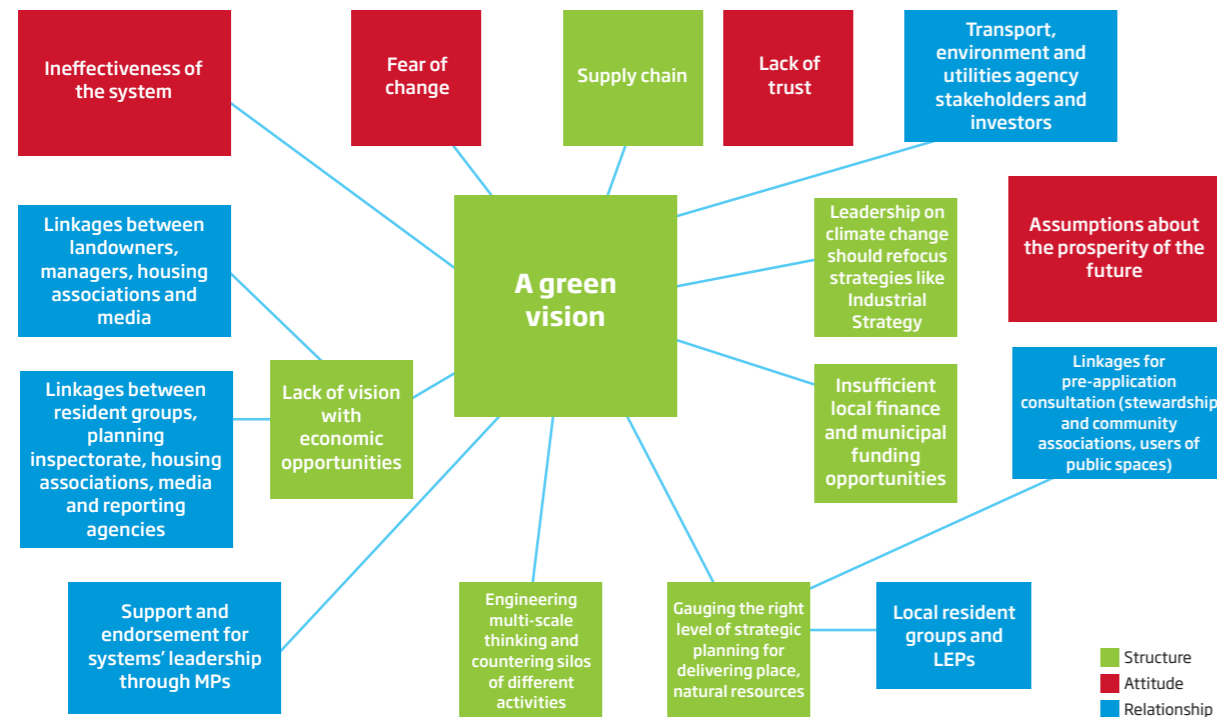 Ineffectiveness of
the system
Fear of
change
Supply chain
Lack of
trust
Transport,
environment and
utilities agency
stakeholders and
investors
Linkages between
landowners,
managers, housing
associations and
media
A green
vision
Leadership on
climate change
should refocus
strategies like
Industrial
Strategy
Assumptions about
the prosperity of the
future
Linkages between
resident groups,
planning
inspectorate, housing
associations, media
and reporting
agencies
Lack of vision
with
economic
opportunities
Insufficient
local finance
and municipal
funding
opportunities
Linkages for
pre-application
consultation (stewardship
and community
associations, users of
public spaces)
Support and
endorsement for
systems' leadership
through MPs
Engineering
multi-scale
thinking and
countering silos
of different
activities
Gauging the right
level of strategic
planning for
delivering place,
natural resources
Local resident
groups and
LEPs
Structure
Attitude
Relationship